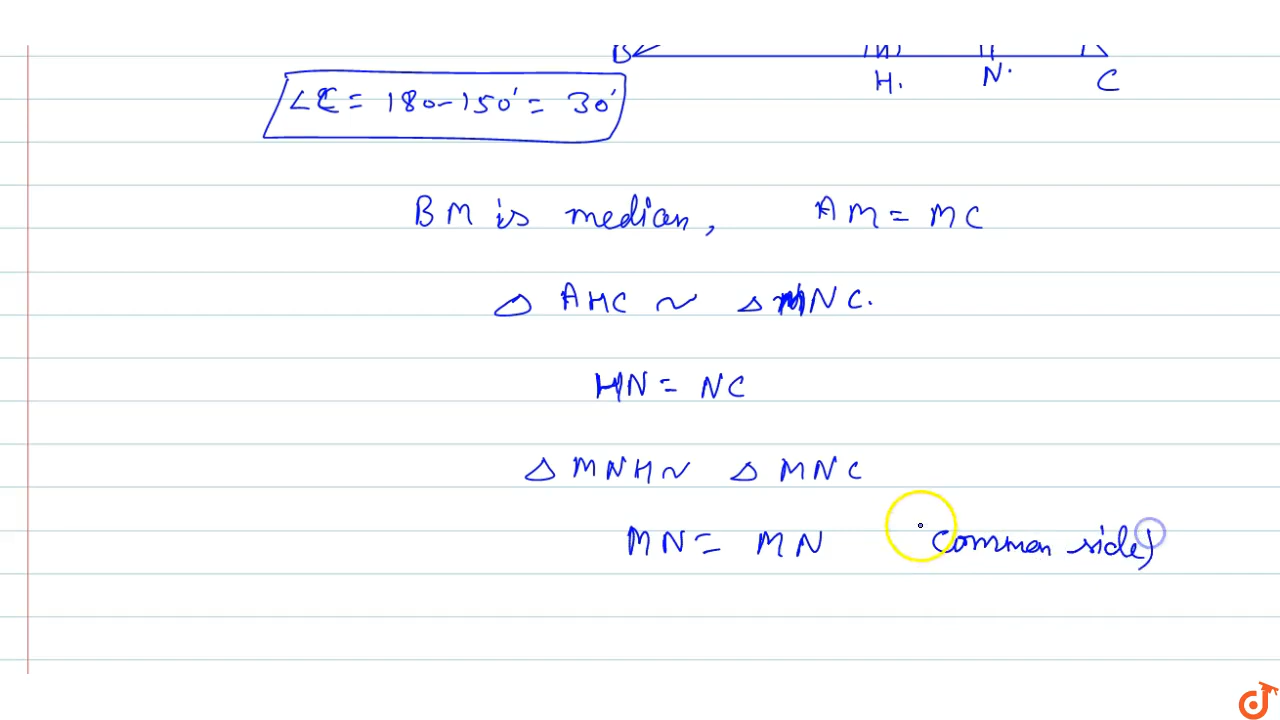 B
H. N. C
∠C = 180-150' = 30'
BM is median, AM = MC
△ AHC ~ △ MNC.
HN = NC
△ MNH ~ △ MNC
MN = MN common side)